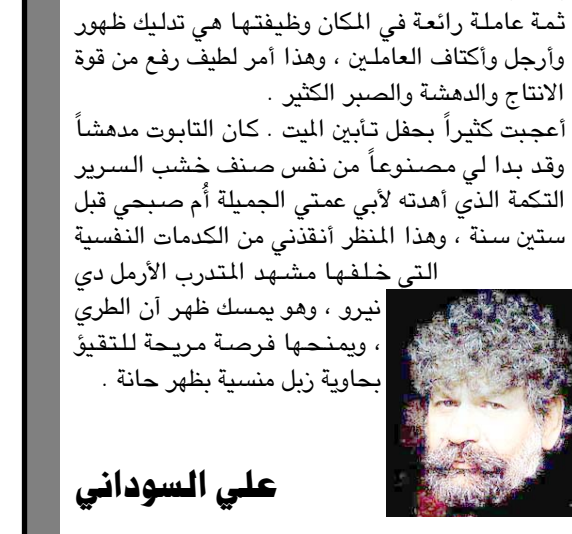 ثمة عاملة رائعة في المكان وظيفتها هي تدليك ظهور
وأرجل وأكتاف العاملين ، وهذا أمر لطيف رفع من قوة
الانتاج والدهشة والصبر الكثير .
أعجبت كثيراً بحفل تأبين الميت . كان التابوت مدهشاً
وقد بدا لي مصنوعاً من نفس صنف خشب السرير
التكمة الذي أهدته لأبي عمتي الجميلة أُم صبحي قبل
ستين سنة ، وهذا المنظر أنقذني من الكدمات النفسية
التي خلفها مشهد المتدرب الأرمل دي
نيرو ، وهو يمسك ظهر آن الطري
، ويمنحها فرصة مريحة للتقيؤ
بحاوية زبل منسية بظهر حانة .
علي السوداني